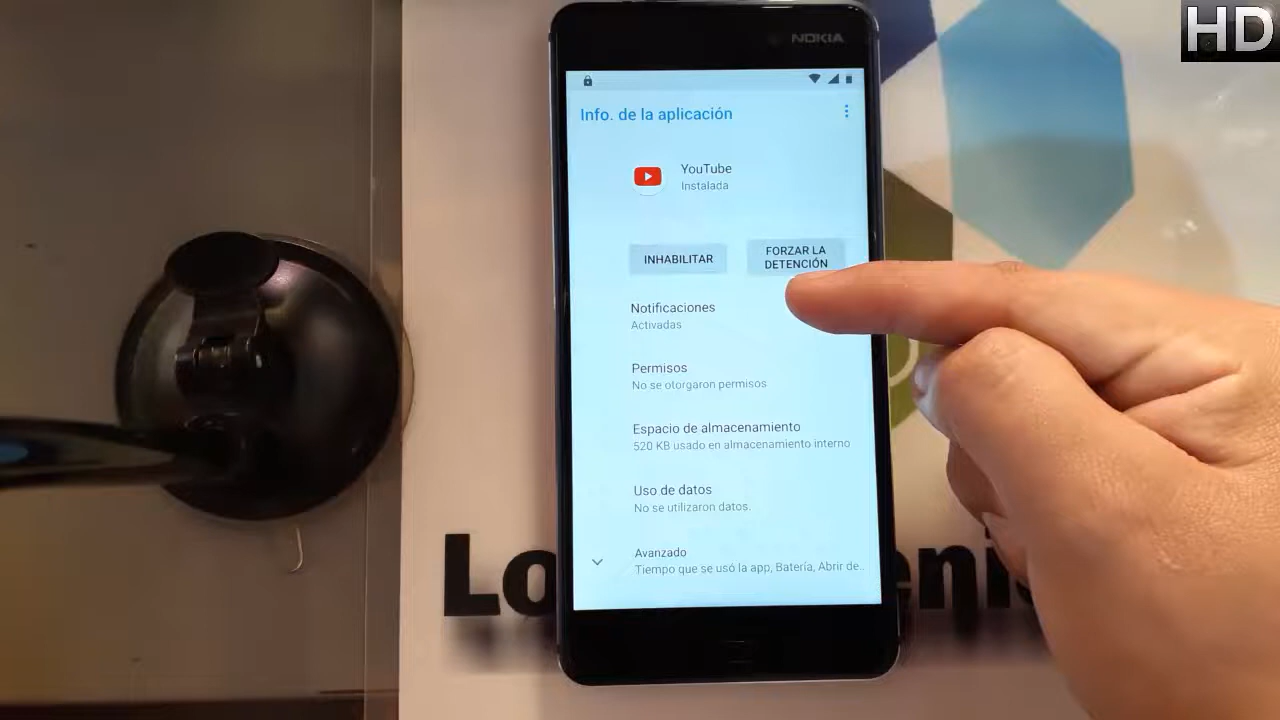 HD
NOKIA
Info. de la aplicación
YouTube
Instalada
INHABILITAR
FORZAR LA
DETENCIÓN
Notificaciones
Activadas
Permisos
No se otorgaron permisos
Espacio de almacenamiento
520 KB usado en almacenamiento interno
Uso de datos
No se utilizaron datos.
Avanzado
Tiempo que se usó la app, Batería, Abrir de..
Lo
eni